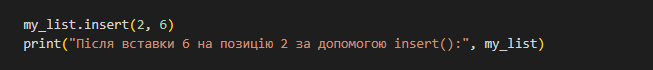 my_list.insert(2, 6)
print("Після вставки 6 на позицію 2 за допомогою insert():", my_list)